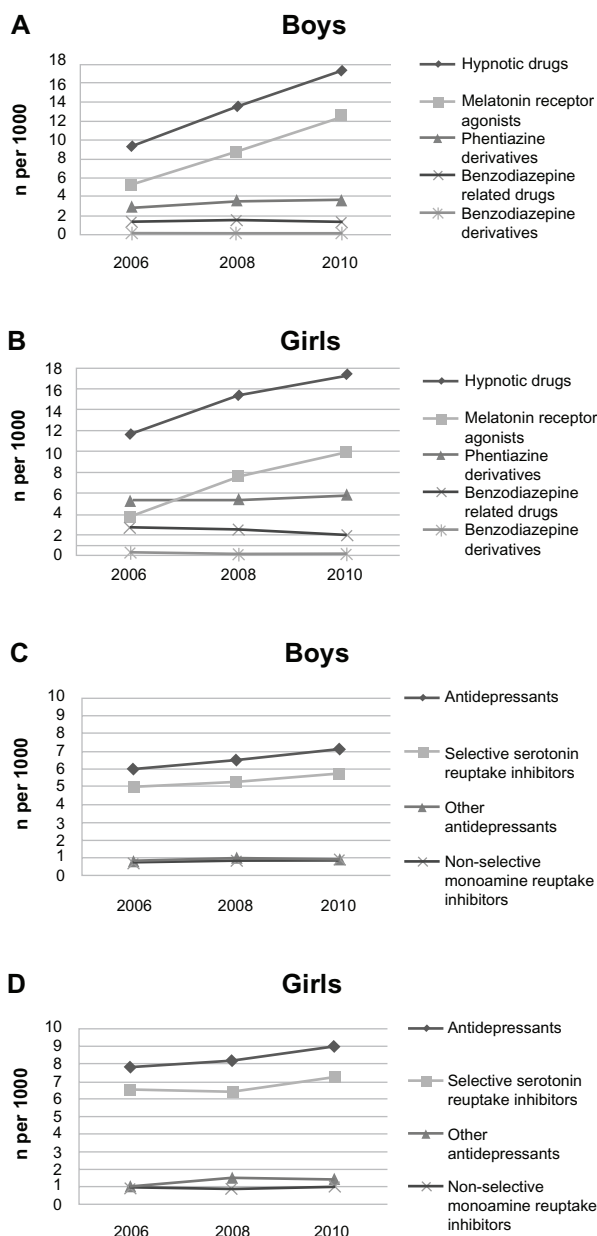 A Boys
n per 1000
18
16
14
12
10
8
6
4
2
0
2006 2008 2010
Hypnotic drugs
Melatonin receptor
agonists
Phentiazine
derivatives
Benzodiazepine
related drugs
Benzodiazepine
derivatives
B Girls
n per 1000
18
16
14
12
10
8
6
4
2
0
2006 2008 2010
Hypnotic drugs
Melatonin receptor
agonists
Phentiazine
derivatives
Benzodiazepine
related drugs
Benzodiazepine
derivatives
C Boys
n per 1000
10
9
8
7
6
5
4
3
2
1
0
2006 2008 2010
Antidepressants
Selective serotonin
reuptake inhibitors
Other
antidepressants
Non-selective
monoamine reuptake
inhibitors
D Girls
n per 1000
10
9
8
7
6
5
4
3
2
1
0
2006 2008 2010
Antidepressants
Selective serotonin
reuptake inhibitors
Other
antidepressants
Non-selective
monoamine reuptake
inhibitors